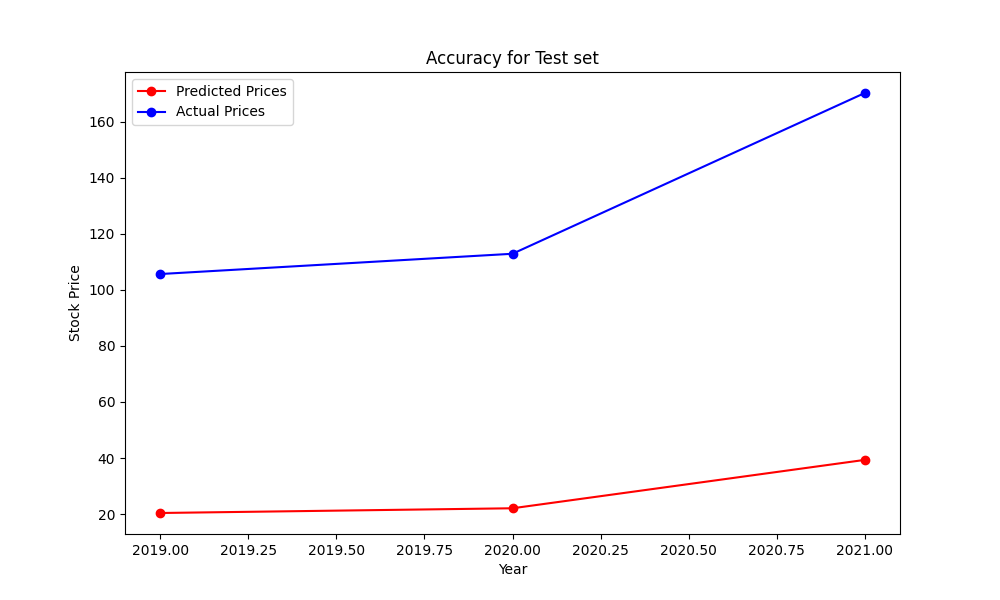 Accuracy for Test set
Predicted Prices
Actual Prices
160
140
120
100
80
60
40
20
Stock Price
2019.00 2019.25 2019.50 2019.75 2020.00 2020.25 2020.50 2020.75 2021.00
Year